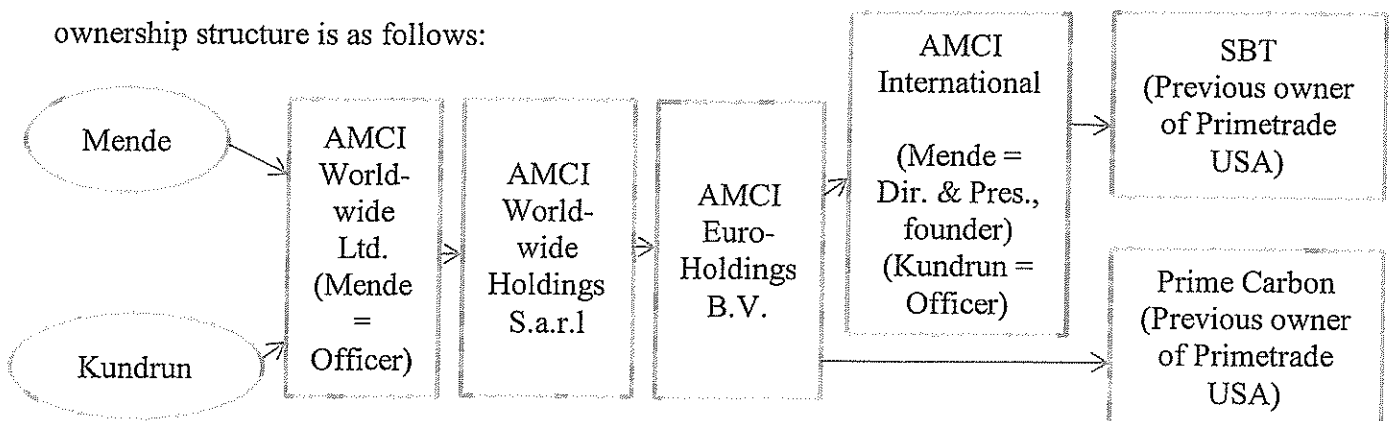 ownership structure is as follows:
Mende
Kundrun
AMCI
World-
wide
Ltd.
(Mende
=
Officer)
AMCI
World-
wide
Holdings
S.a.r.l
AMCI
Euro-
Holdings
B.V.
AMCI
International
(Mende =
Dir. & Pres.,
founder)
(Kundrun =
Officer)
SBT
(Previous owner
of Primetrade
USA)
Prime Carbon
(Previous owner
of Primetrade
USA)